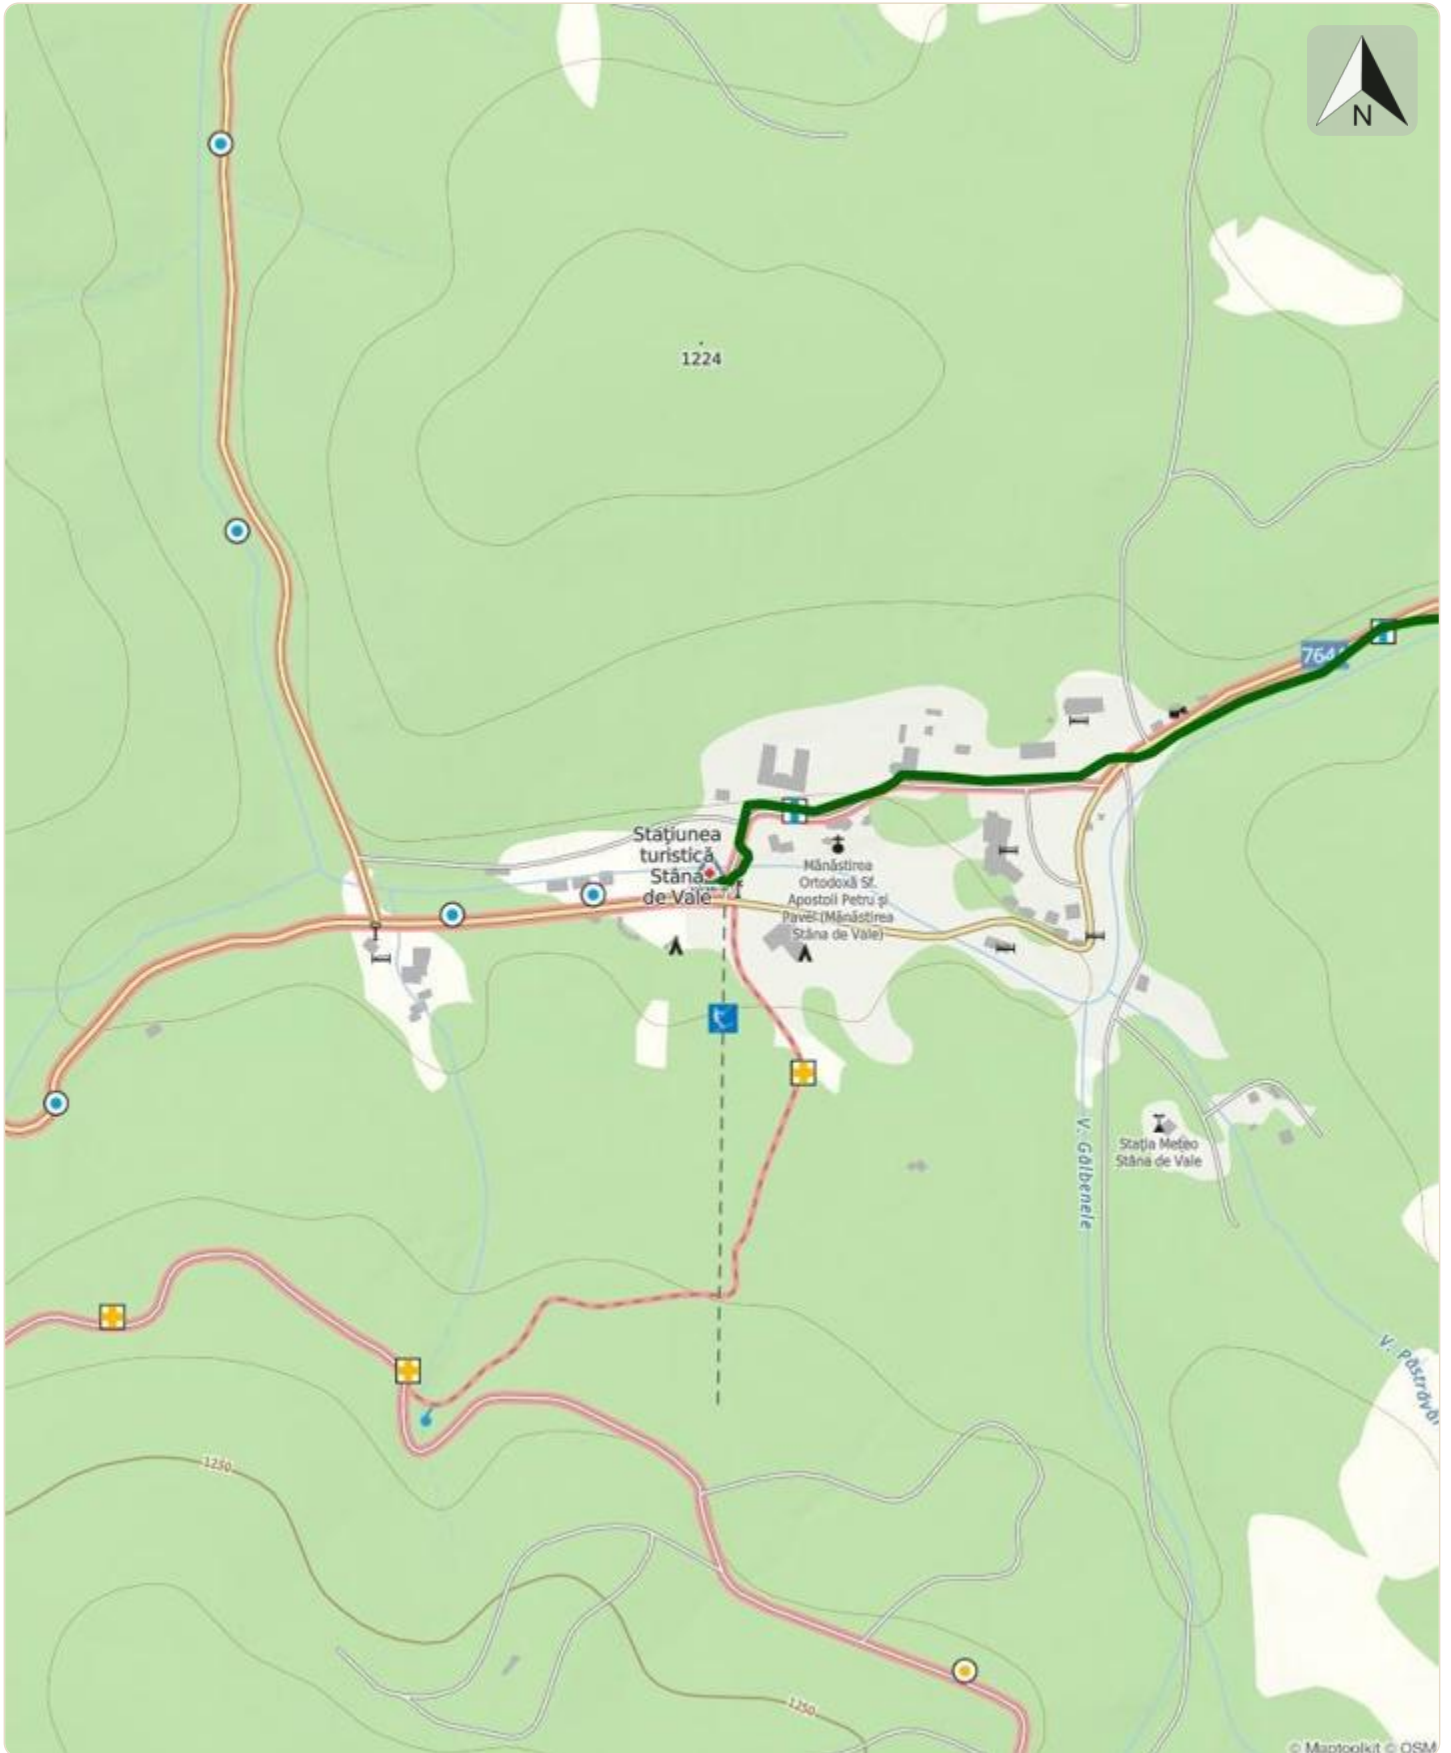 N
1224
764
Stațiunea
turistică
Stâna
de Vale
Mănăstirea
Ortodoxă Sf.
Apostoli Petru și
Pavel (Mănăstirea
Stâna de Vale)
V. Gălbenele
Stația Meteo
Stâna de Vale
V. Păstrăvăr
1250
1250
© Maptoolkit © OSM